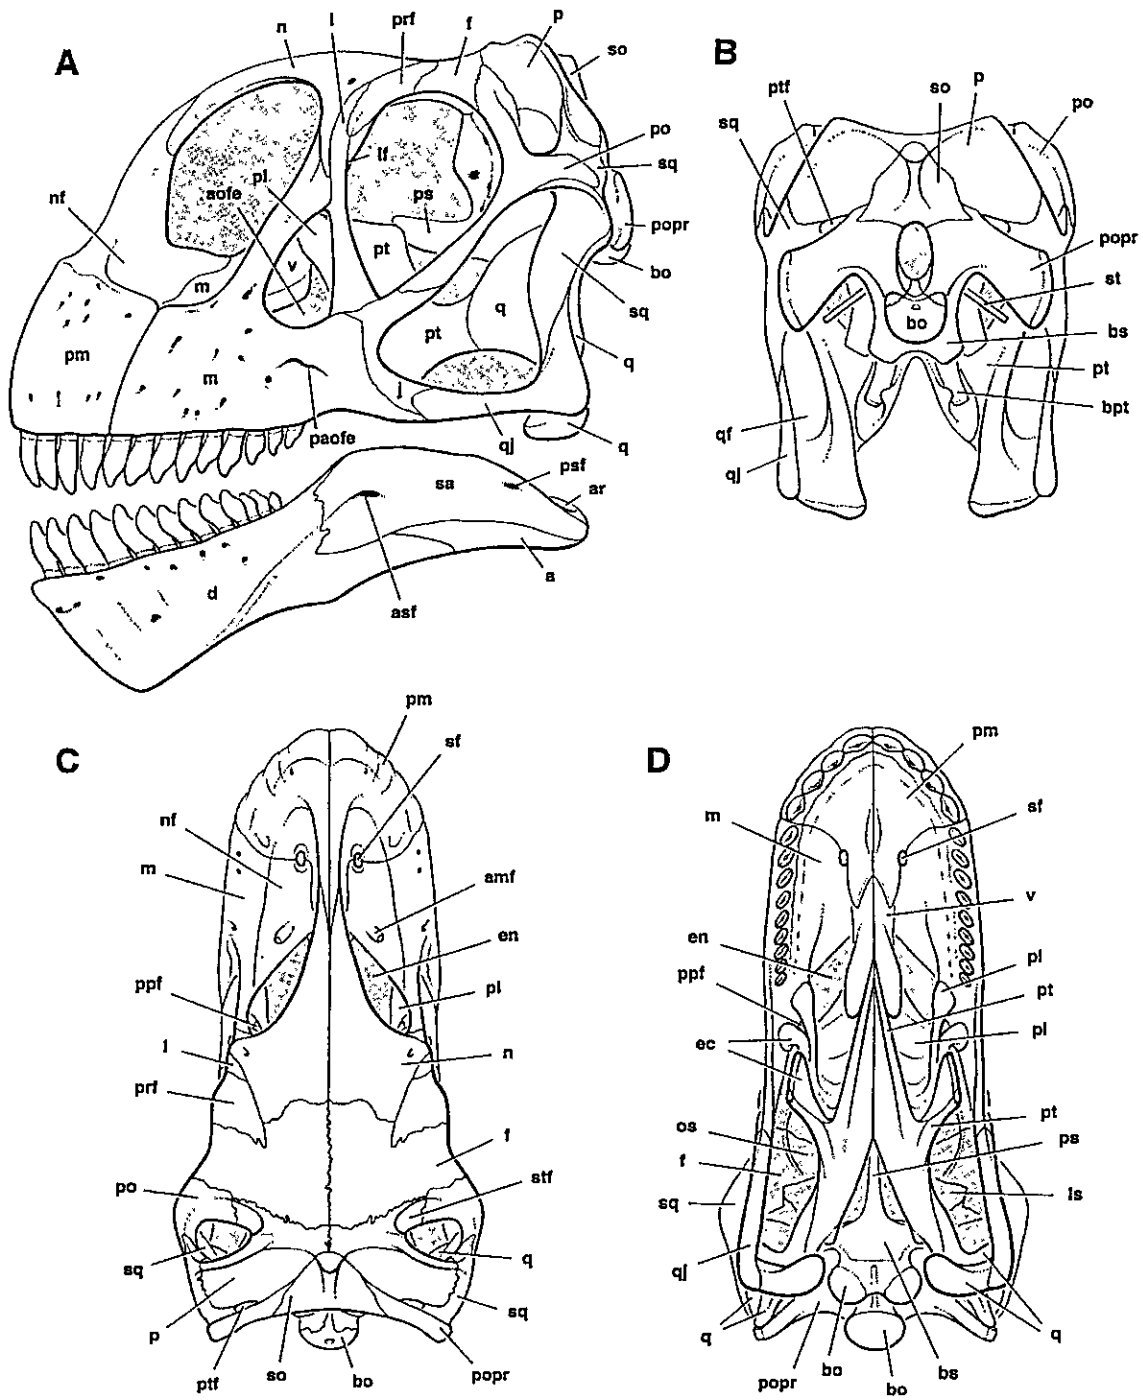 A
n
l
prf
f
p
so
po
sq
lf
ps
aofe
pl
nf
popr
bo
m
v
pt
q
sq
pt
pm
m
q
j
paofe
qj
q
psf
sa
ar
a
d
asf
B
so
p
ptf
po
sq
popr
st
bo
bs
pt
bpt
qf
qj
C
pm
sf
nf
m
amf
en
ppf
pl
l
n
prf
f
po
stf
sq
q
p
sq
ptf
so
bo
popr
D
pm
m
sf
v
en
pl
ppf
pt
ec
pl
pt
os
ps
f
sq
ls
qj
q
q
popr
bo
bo
bs